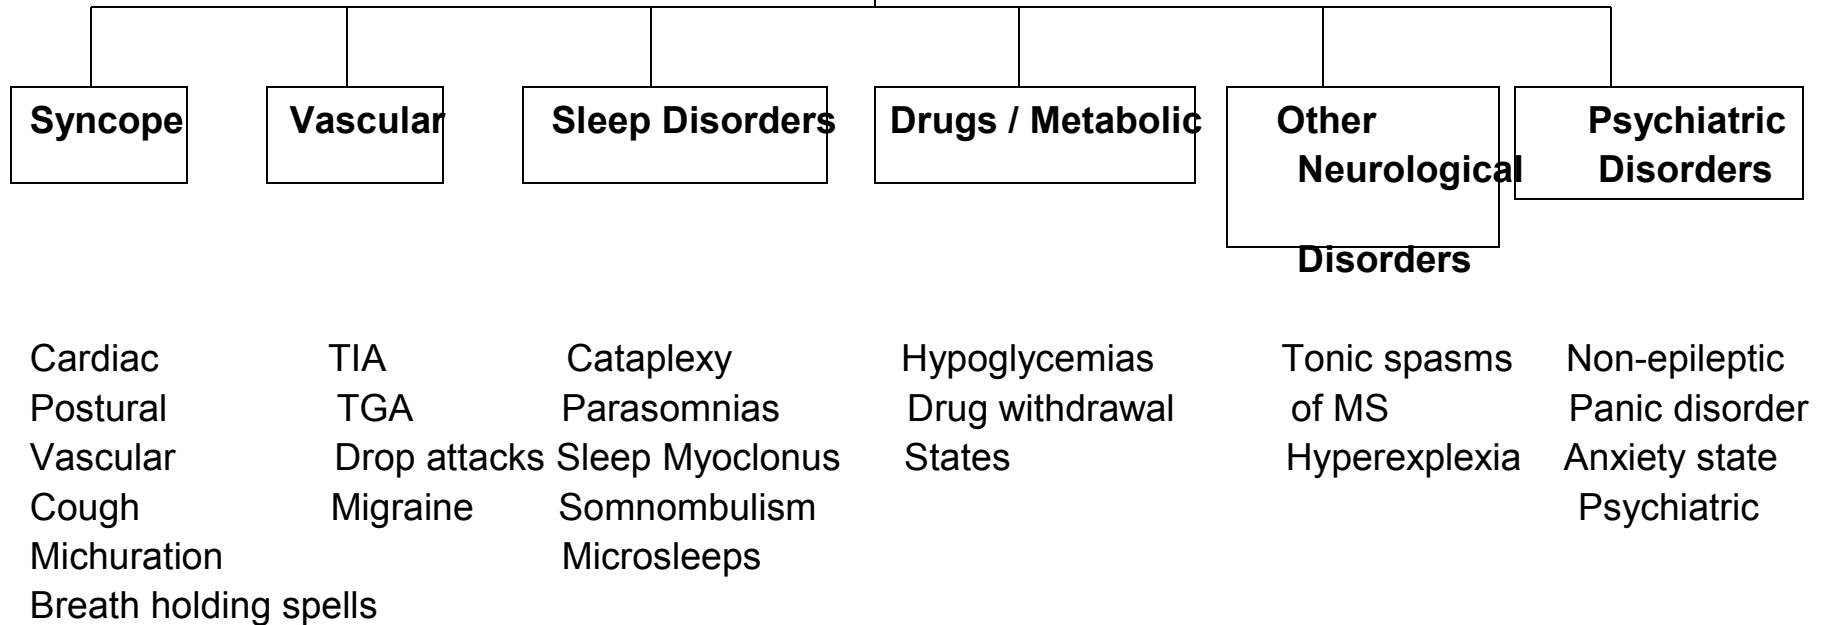 Syncope
Vascular
Sleep Disorders
Drugs / Metabolic
Other
Neurological
Disorders
Psychiatric
Disorders
Cardiac
Postural
Vascular
Cough
Michuration
Breath holding spells
TIA
TGA
Drop attacks
Migraine
Cataplexy
Parasomnias
Sleep Myoclonus
Somnombulism
Microsleeps
Hypoglycemias
Drug withdrawal
States
Tonic spasms
of MS
Hyperexplexia
Non-epileptic
Panic disorder
Anxiety state
Psychiatric